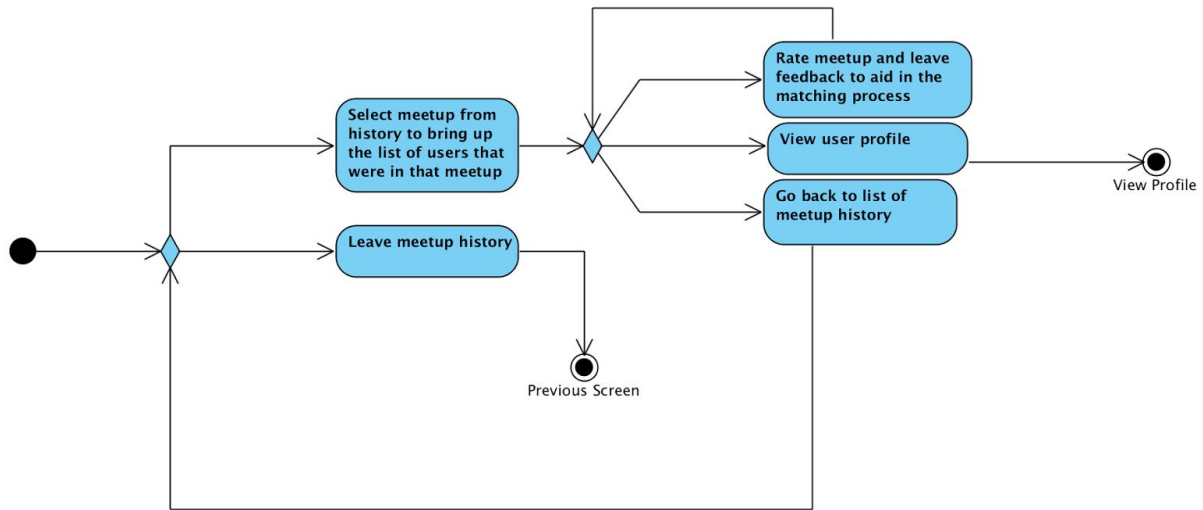 Rate meetup and leave
feedback to aid in the
matching process
Select meetup from
history to bring up
the list of users that
were in that meetup
View user profile
View Profile
Go back to list of
meetup history
Leave meetup history
Previous Screen